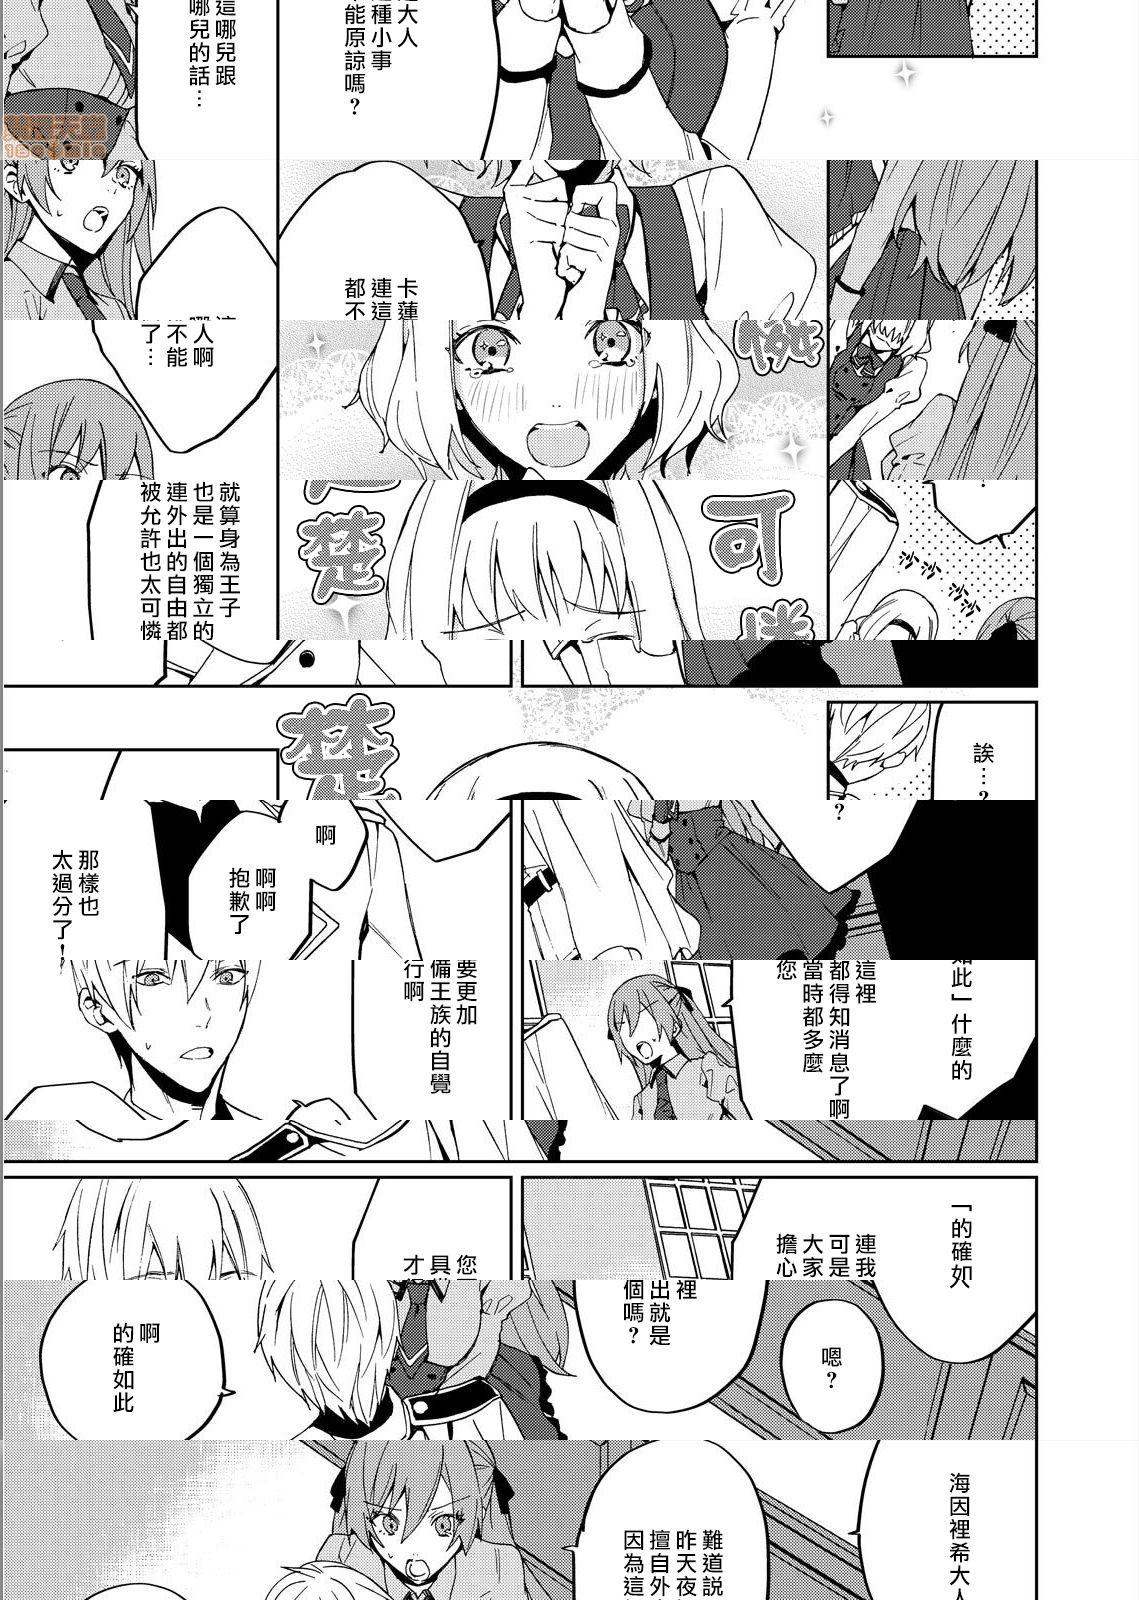 大人
種小事
能原諒嗎?
這哪兒跟
哪兒的話…
卡蓮
連這
都不
人啊
不能
了…
可
楚
就算身為王子
也是一個獨立的
連外出的自由都
被允許也太可憐
誒…?
楚
?
啊
啊啊
抱歉了
那樣也
太過分了!
如此」什麼的
這裡
都得知消息了啊
當時都多麼
您
要更加
備王族的自覺
行啊
「的確如
連我
可是
大家
擔心
您
具
才
裡
出就是
個嗎?
嗯?
啊
的確如此
海因裡希大人
難道說
昨天夜
擅自外
因為這